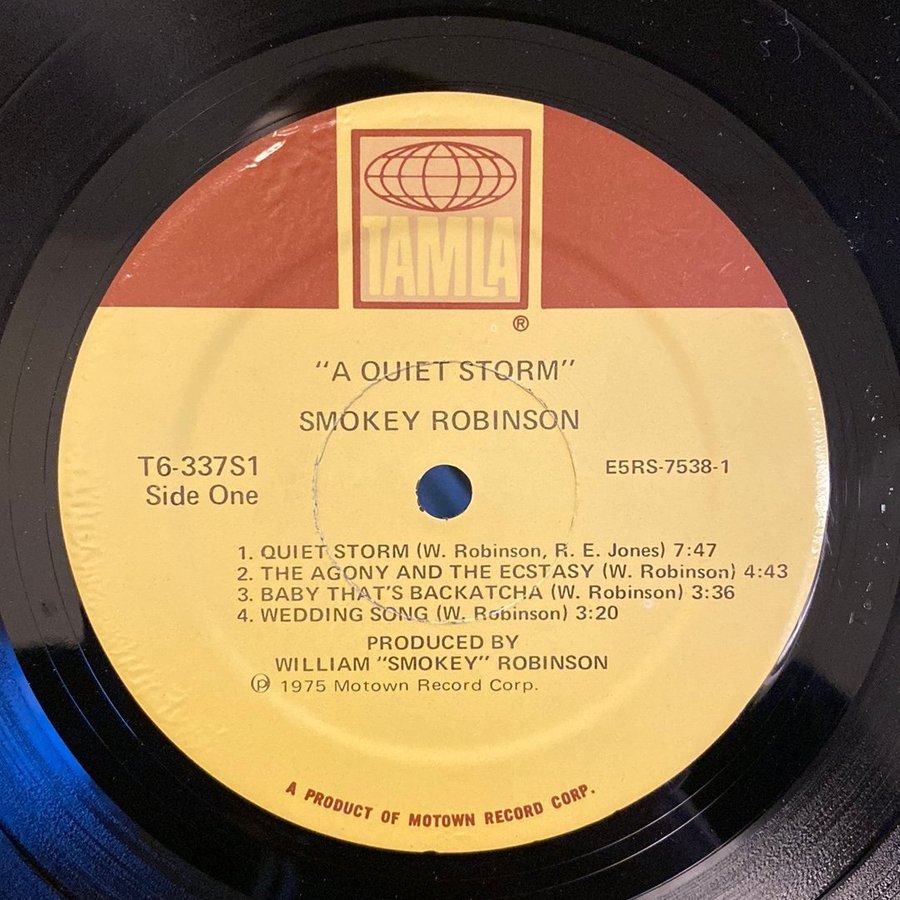 TAMLA
®
"A QUIET STORM"
SMOKEY ROBINSON
T6-337S1
Side One
E5RS-7538-1
1. QUIET STORM (W. Robinson, R. E. Jones) 7:47
2. THE AGONY AND THE ECSTASY (W. Robinson) 4:43
3. BABY THAT'S BACKATCHA (W. Robinson) 3:36
4. WEDDING SONG (W. Robinson) 3:20
PRODUCED BY
WILLIAM "SMOKEY" ROBINSON
℗ 1975 Motown Record Corp.
A PRODUCT OF MOTOWN RECORD CORP.